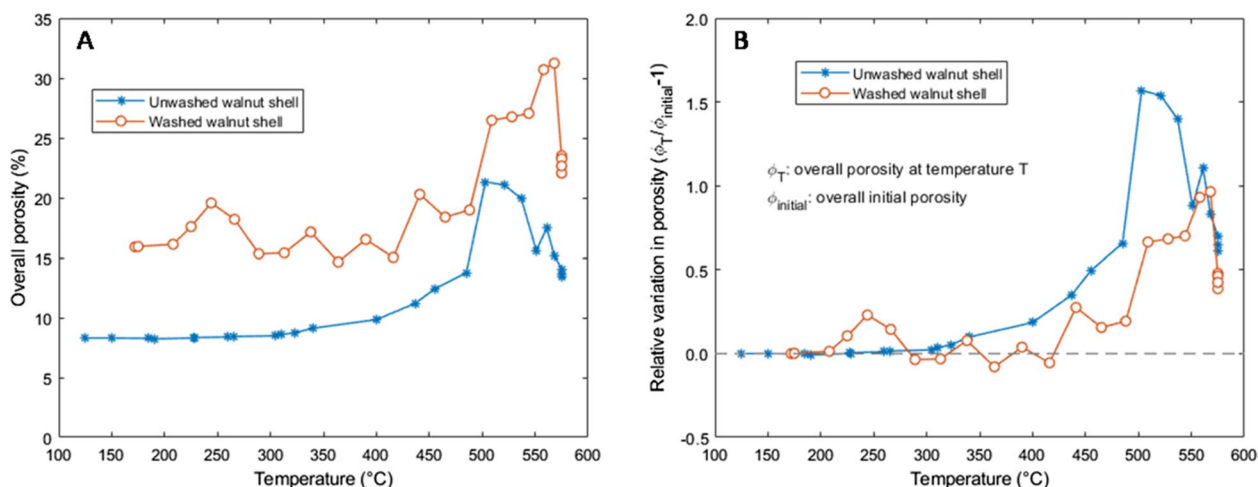 A
Unwashed walnut shell
Washed walnut shell
Overall porosity (%)
35
30
25
20
15
10
5
0
100 150 200 250 300 350 400 450 500 550 600
Temperature (°C)
B
Unwashed walnut shell
Washed walnut shell
ϕT: overall porosity at temperature T
ϕinitial: overall initial porosity
Relative variation in porosity (ϕT/ϕinitial-1)
2.0
1.5
1.0
0.5
0.0
-0.5
100 150 200 250 300 350 400 450 500 550 600
Temperature (°C)